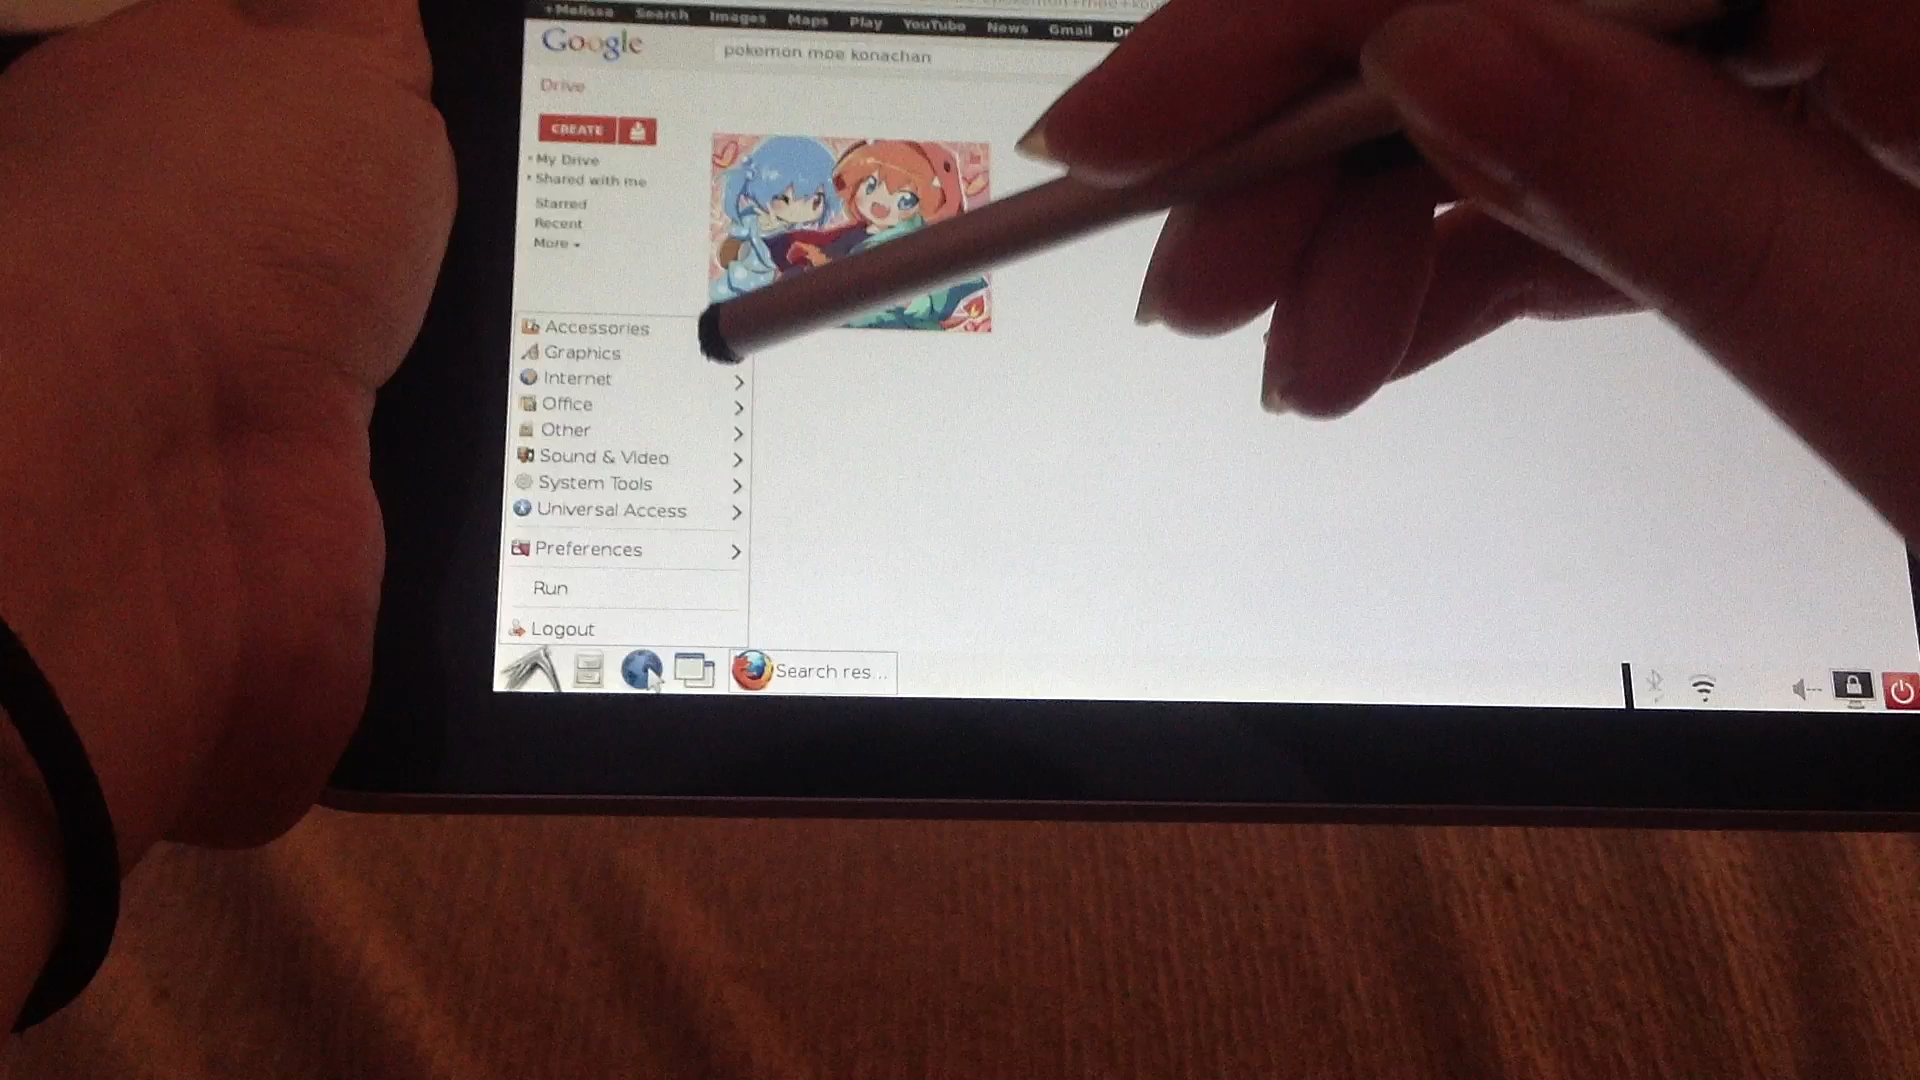 +Melissa Search Images Maps Play YouTube News Gmail
Google
pokemon moe konachan
Drive
CREATE
My Drive
Shared with me
Starred
Recent
More
Accessories
Graphics
Internet
Office
Other
Sound & Video
System Tools
Universal Access
Preferences
Run
Logout
Search res...